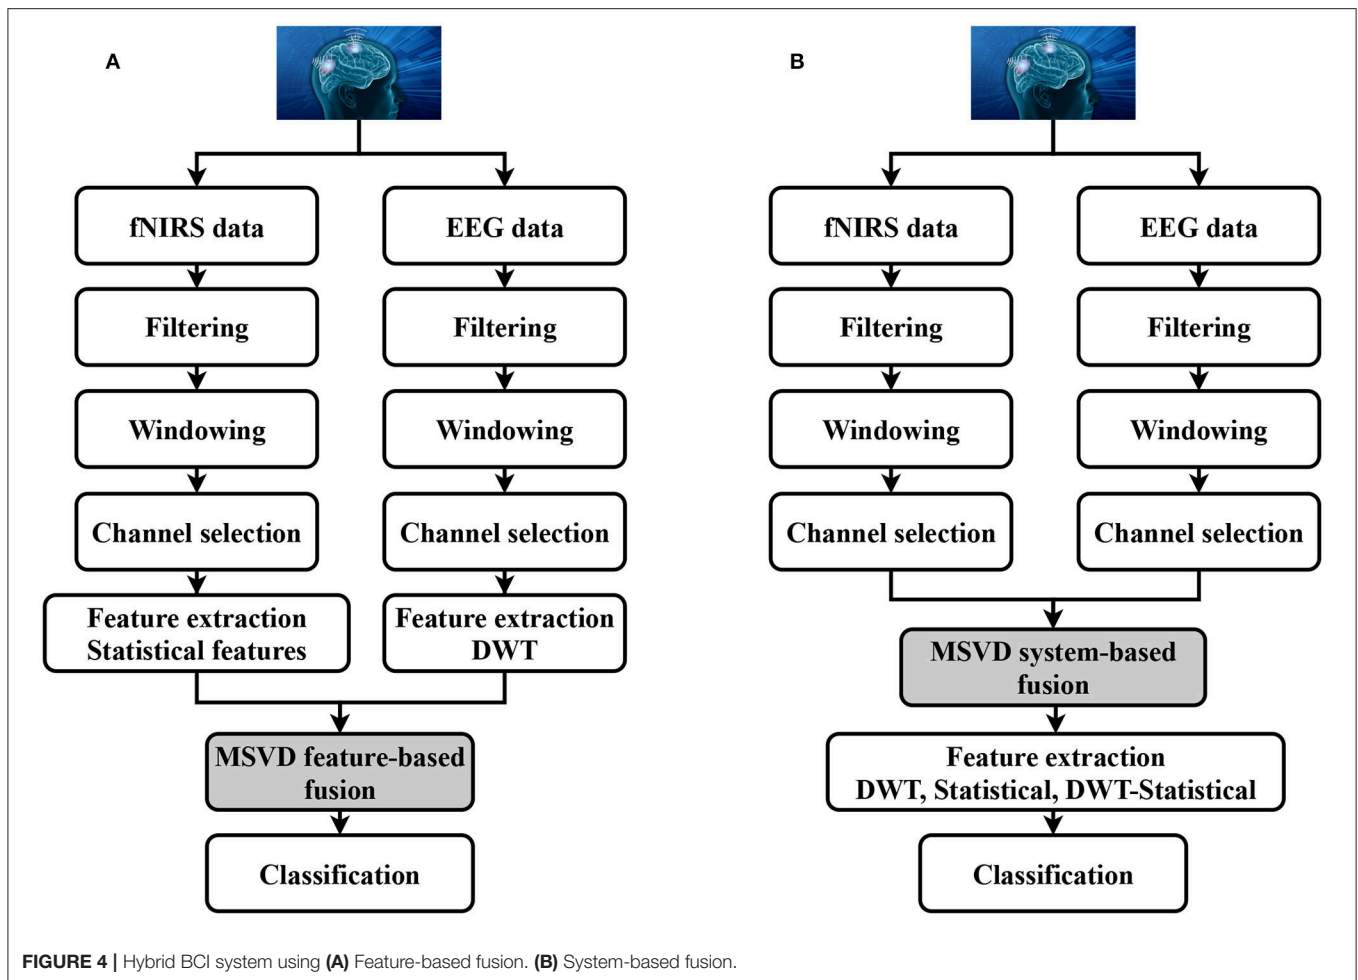 A
fNIRS data
EEG data
Filtering
Filtering
Windowing
Windowing
Channel selection
Channel selection
Feature extraction
Statistical features
Feature extraction
DWT
MSVD feature-based
fusion
Classification
B
fNIRS data
EEG data
Filtering
Filtering
Windowing
Windowing
Channel selection
Channel selection
MSVD system-based
fusion
Feature extraction
DWT, Statistical, DWT-Statistical
Classification
FIGURE 4 | Hybrid BCI system using (A) Feature-based fusion. (B) System-based fusion.